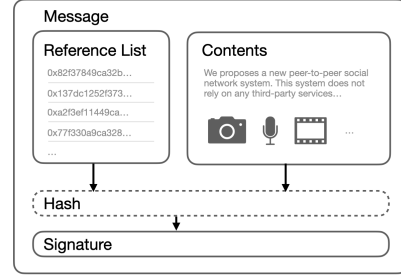 Message
Reference List
0x82f37849ca32b…
0x137dc1252f373…
0xa2f3ef11449ca…
0x77f330a9ca328…
…
Contents
We proposes a new peer-to-peer social
network system. This system does not
rely on any third-party services…
…
Hash
Signature